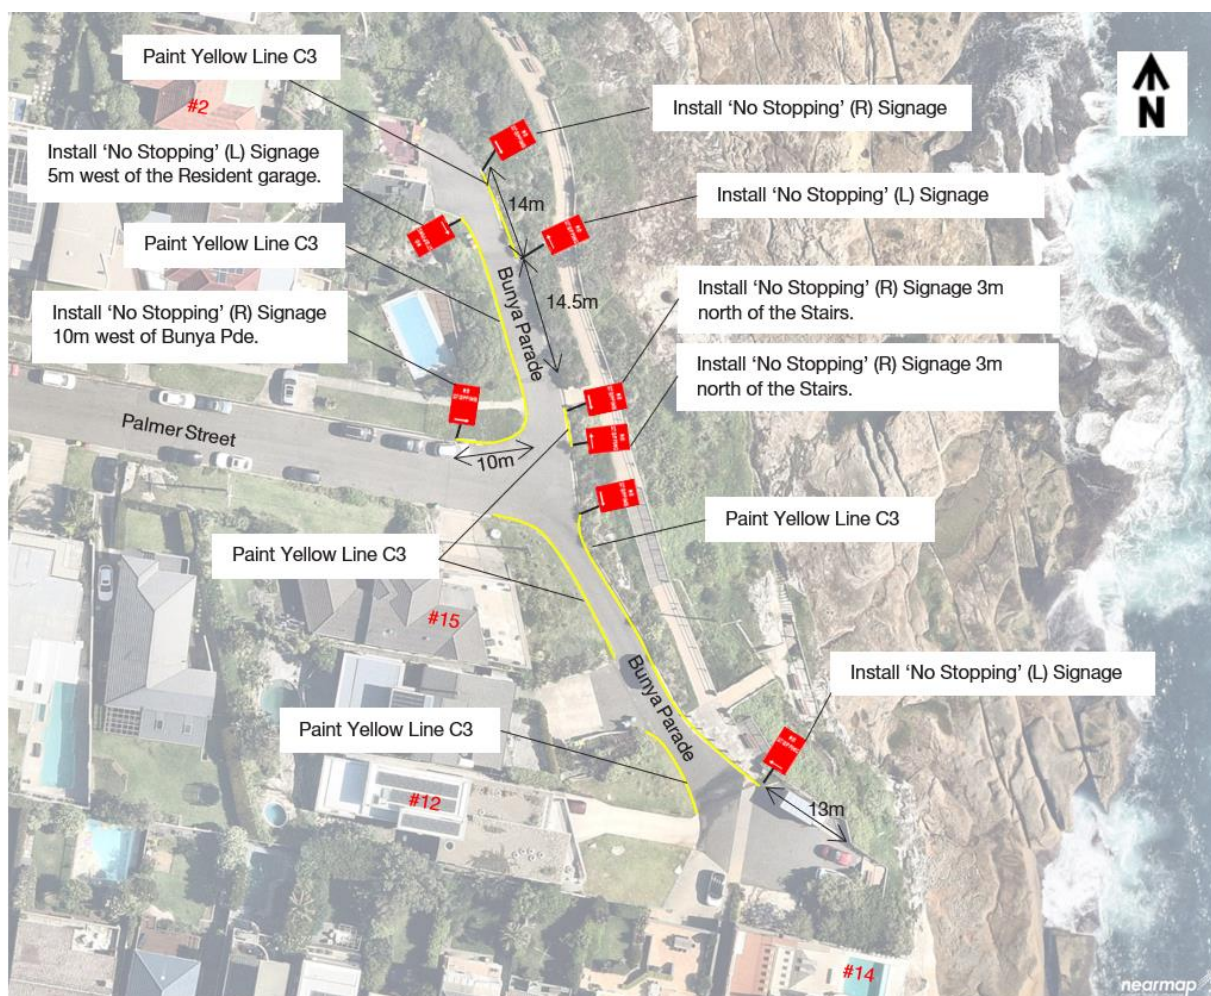 Paint Yellow Line C3
#2
Install ‘No Stopping’ (R) Signage
Install ‘No Stopping’ (L) Signage
5m west of the Resident garage.
Install ‘No Stopping’ (L) Signage
14m
Paint Yellow Line C3
Bunya Parade
14.5m
Install ‘No Stopping’ (R) Signage 3m
north of the Stairs.
Install ‘No Stopping’ (R) Signage
10m west of Bunya Pde.
Install ‘No Stopping’ (R) Signage 3m
north of the Stairs.
Palmer Street
10m
Paint Yellow Line C3
Paint Yellow Line C3
#15
Bunya Parade
Install ‘No Stopping’ (L) Signage
Paint Yellow Line C3
#12
13m
#14
N
nearmap